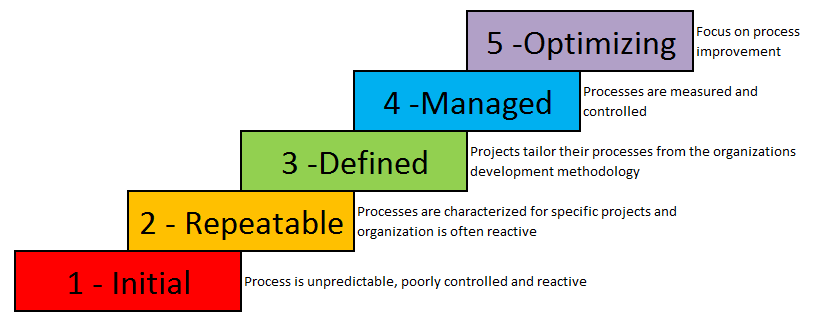 5 -Optimizing
Focus on process
improvement
4 -Managed
Processes are measured and
controlled
3 -Defined
Projects tailor their processes from the organizations
development methodology
2 - Repeatable
Processes are characterized for specific projects and
organization is often reactive
1 - Initial
Process is unpredictable, poorly controlled and reactive